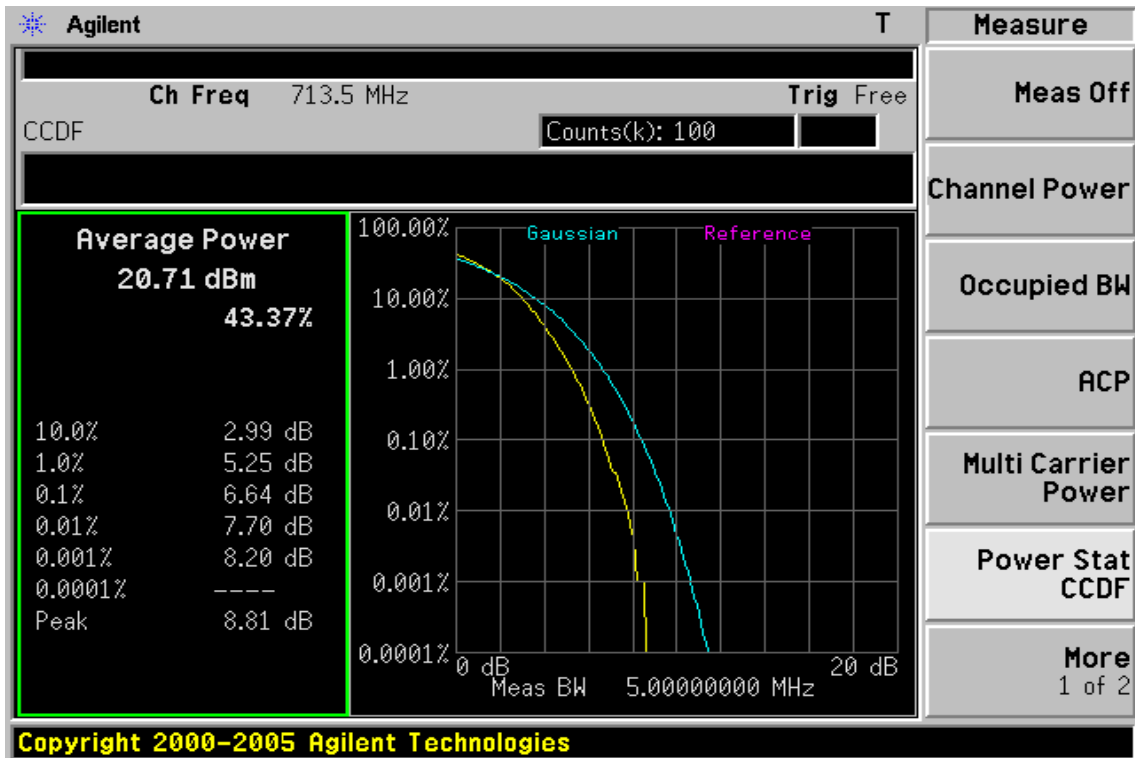 Agilent T
Ch Freq 713.5 MHz Trig Free
CCDF Counts(k): 100
Average Power
20.71 dBm
43.37%
10.0% 2.99 dB
1.0% 5.25 dB
0.1% 6.64 dB
0.01% 7.70 dB
0.001% 8.20 dB
0.0001% ----
Peak 8.81 dB
Gaussian Reference
100.00%
10.00%
1.00%
0.10%
0.01%
0.001%
0.0001%
0 dB 20 dB
Meas BW 5.00000000 MHz
Measure
Meas Off
Channel Power
Occupied BW
ACP
Multi Carrier
Power
Power Stat
CCDF
More
1 of 2
Copyright 2000-2005 Agilent Technologies